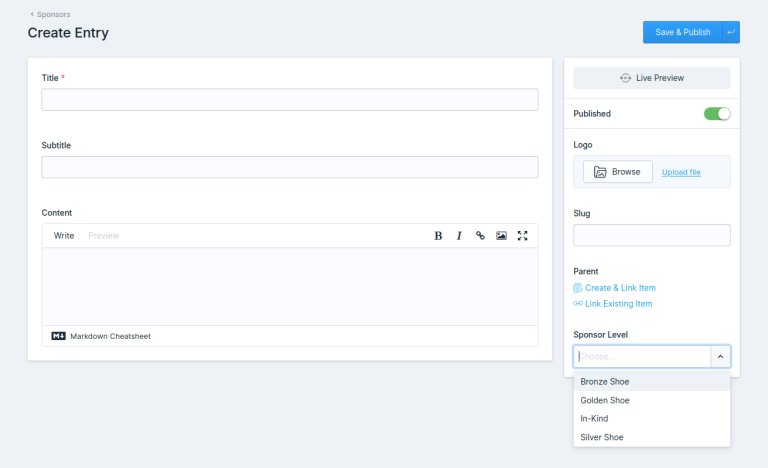 Sponsors
Create Entry
Save & Publish
Title *
Subtitle
Content
Write Preview
B I
Markdown Cheatsheet
Live Preview
Published
Logo
Browse Upload file
Slug
Parent
Create & Link Item
Link Existing Item
Sponsor Level
Choose...
Bronze Shoe
Golden Shoe
In-Kind
Silver Shoe